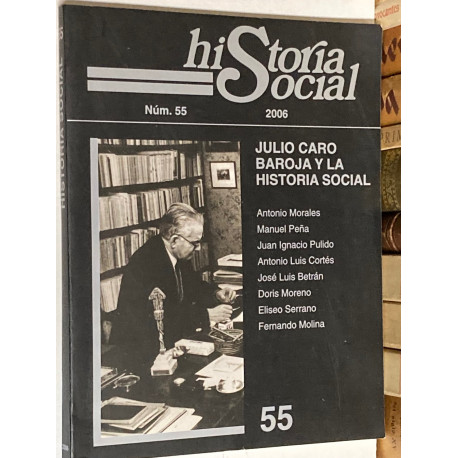 hiStoria
Social
Núm. 55
2006
JULIO CARO
BAROJA Y LA
HISTORIA SOCIAL
Antonio Morales
Manuel Peña
Juan Ignacio Pulido
Antonio Luis Cortés
José Luis Betrán
Doris Moreno
Eliseo Serrano
Fernando Molina
55
HISTORIA SOCIAL